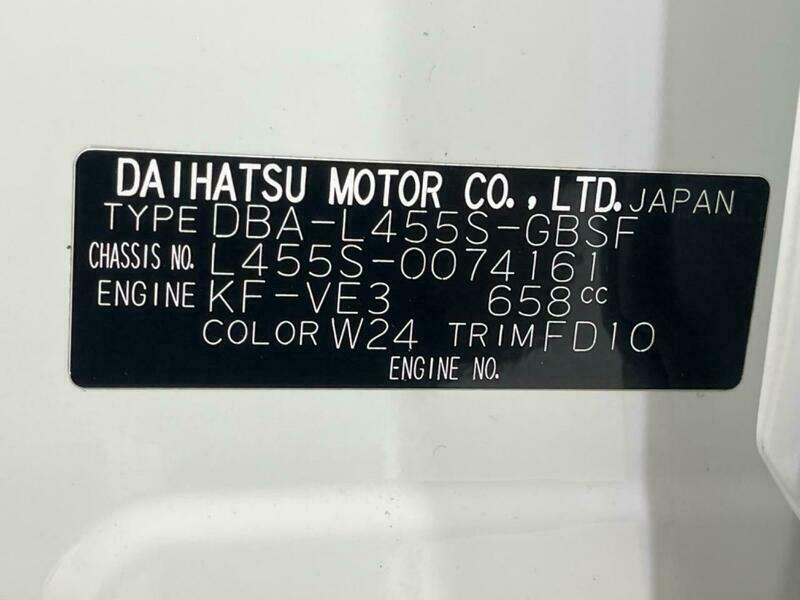 DAIHATSU MOTOR CO., LTD. JAPAN
TYPE DBA-L455S-GBSF
CHASSIS NO. L455S-0074161
ENGINE KF-VE3 658cc
COLOR W24 TRIM FD10
ENGINE NO.